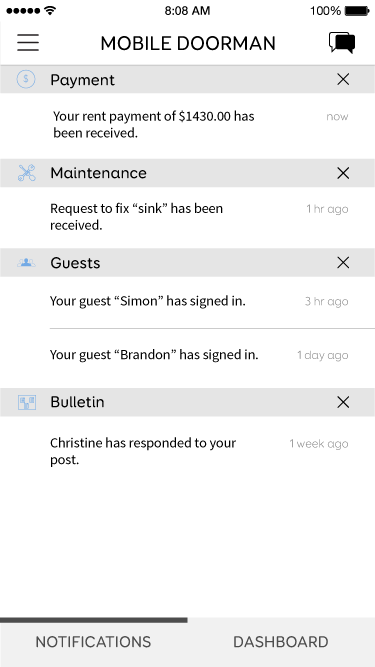 8:08 AM 100%
MOBILE DOORMAN
$ Payment
Your rent payment of $1430.00 has now
been received.
Maintenance
Request to fix “sink” has been 1 hr ago
received.
Guests
Your guest “Simon” has signed in. 3 hr ago
Your guest “Brandon” has signed in. 1 day ago
Bulletin
Christine has responded to your 1 week ago
post.
NOTIFICATIONS DASHBOARD